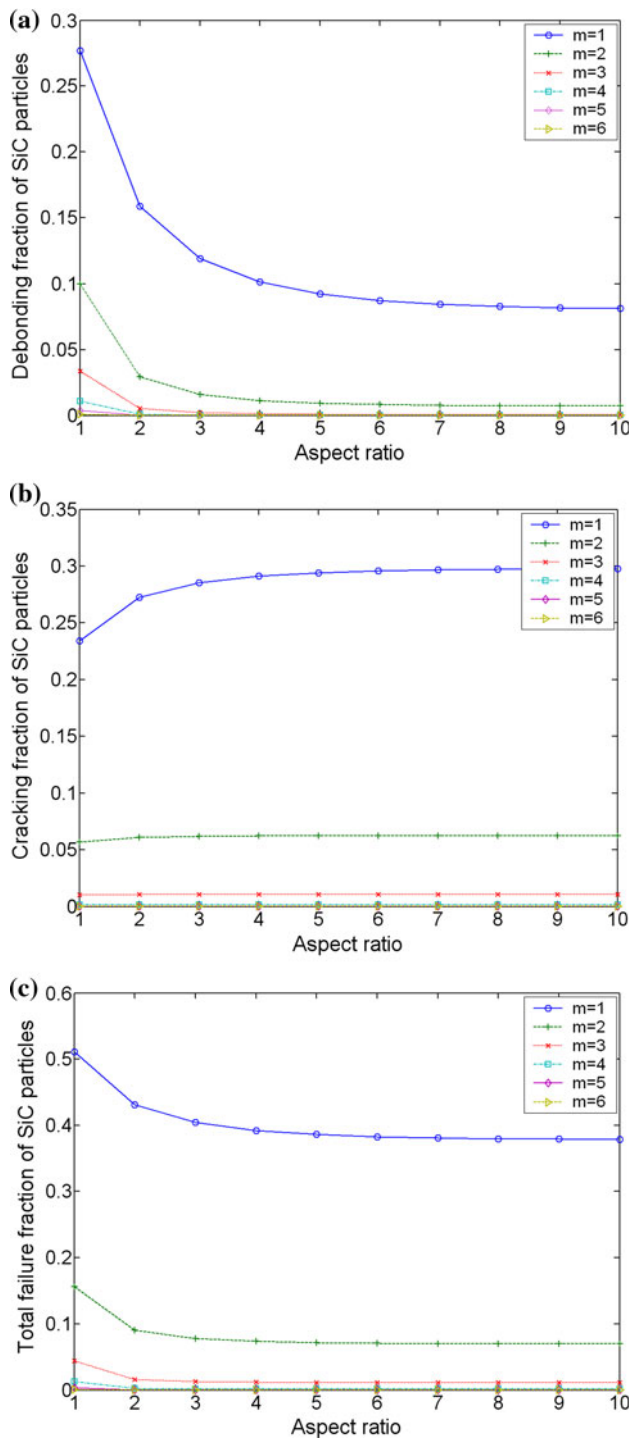 (a)
0.3
0.25
0.2
0.15
0.1
0.05
0
Debonding fraction of SiC particles
1 2 3 4 5 6 7 8 9 10
Aspect ratio
m=1
m=2
m=3
m=4
m=5
m=6
(b)
0.35
0.3
0.25
0.2
0.15
0.1
0.05
0
Cracking fraction of SiC particles
1 2 3 4 5 6 7 8 9 10
Aspect ratio
m=1
m=2
m=3
m=4
m=5
m=6
(c)
0.6
0.5
0.4
0.3
0.2
0.1
0
Total failure fraction of SiC particles
1 2 3 4 5 6 7 8 9 10
Aspect ratio
m=1
m=2
m=3
m=4
m=5
m=6